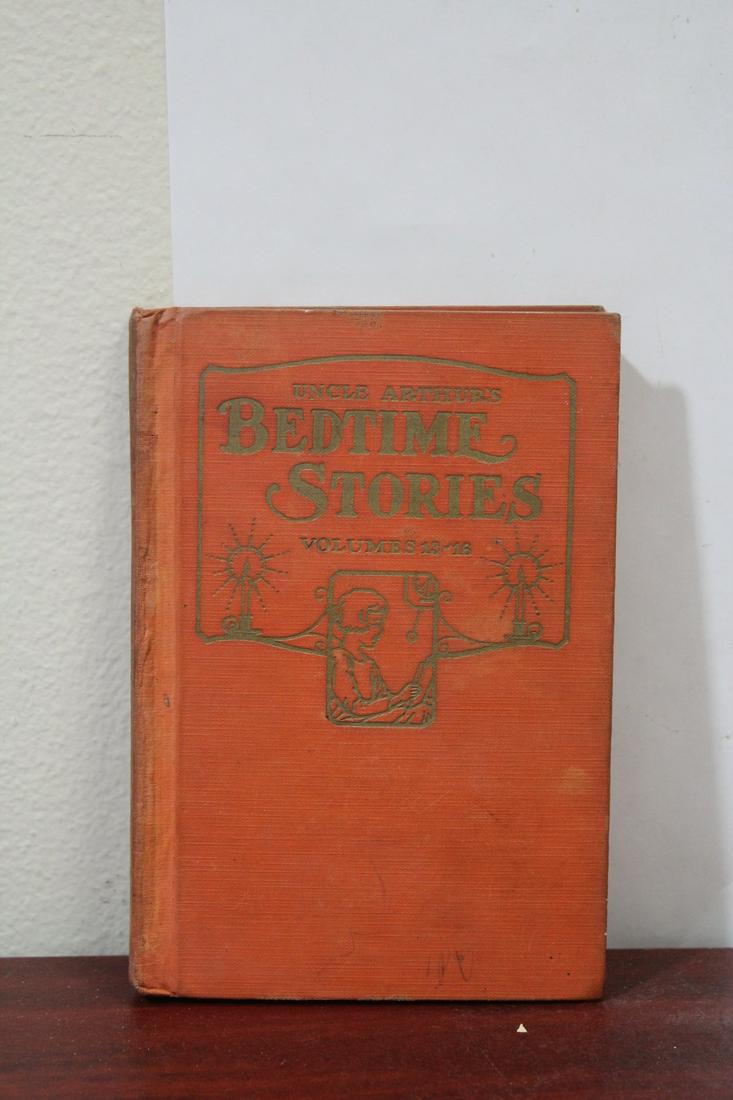 UNCLE ARTHUR'S
BEDTIME
STORIES
VOLUMES 13-16